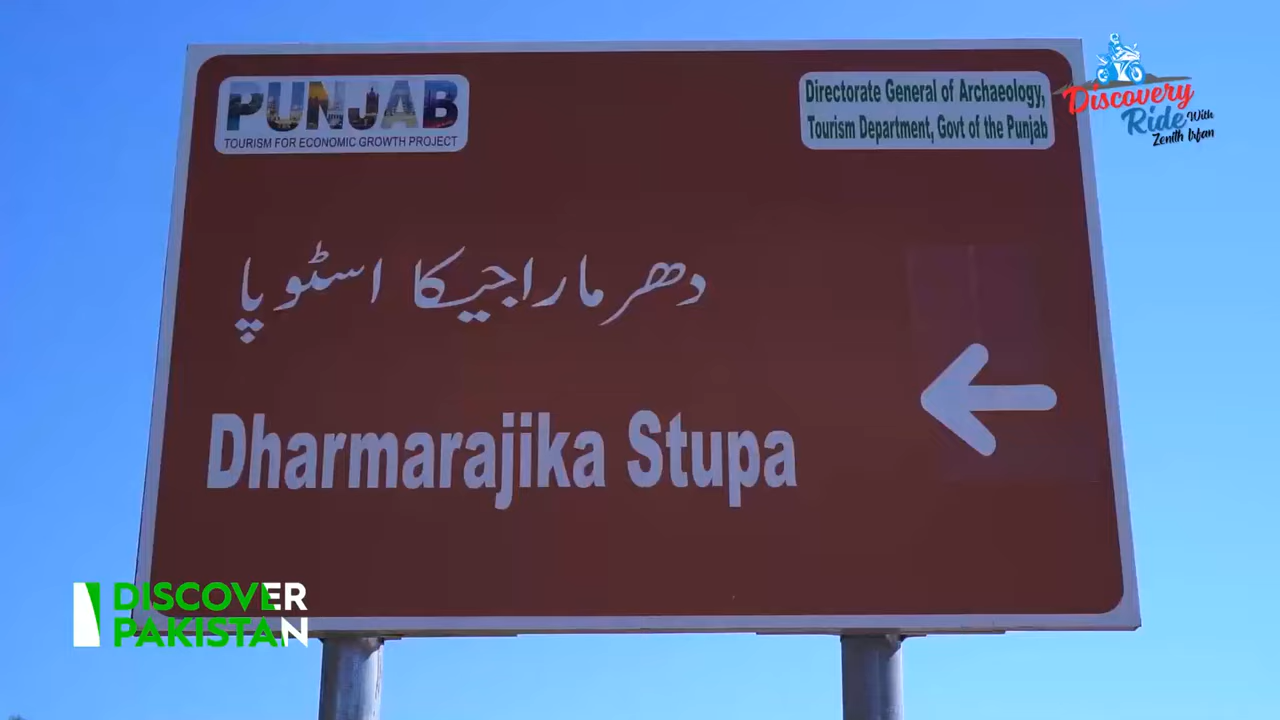 PUNJAB
TOURISM FOR ECONOMIC GROWTH PROJECT
Directorate General of Archaeology,
Tourism Department, Govt of the Punjab
Discovery
Ride With
Zenith Irfan
دھرماراجیکا اسٹوپا
Dharmarajika Stupa
DISCOVER
PAKISTAN